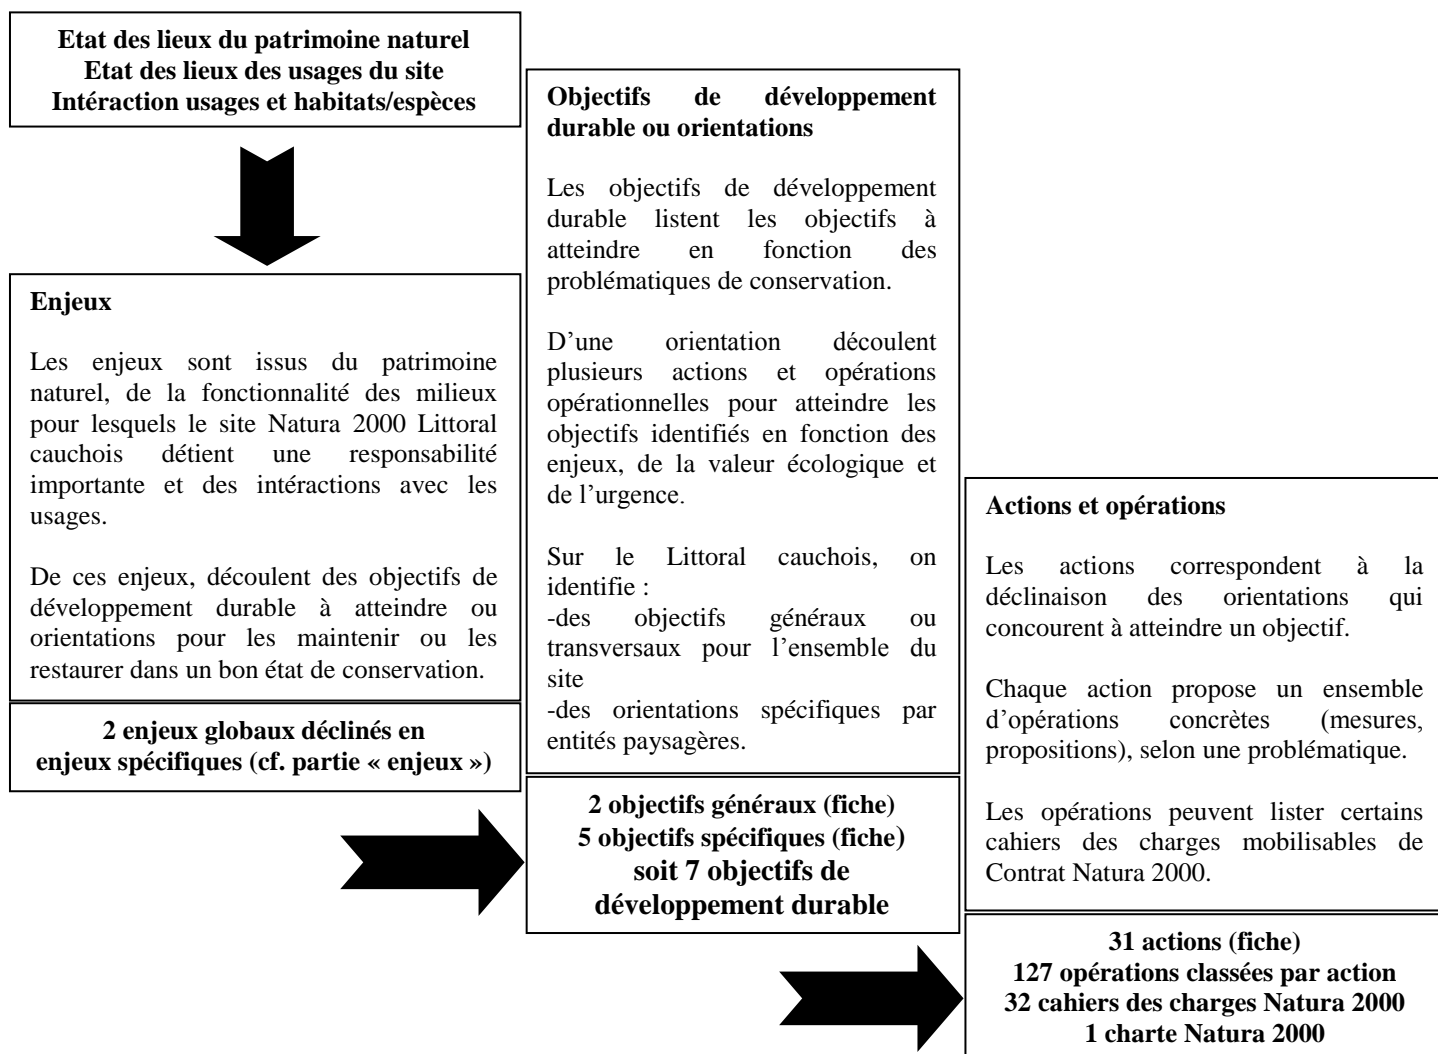 Etat des lieux du patrimoine naturel
Etat des lieux des usages du site
Intéraction usages et habitats/espèces
Enjeux
Les enjeux sont issus du patrimoine
naturel, de la fonctionnalité des milieux
pour lesquels le site Natura 2000 Littoral
cauchois détient une responsabilité
importante et des intéractions avec les
usages.
De ces enjeux, découlent des objectifs de
développement durable à atteindre ou
orientations pour les maintenir ou les
restaurer dans un bon état de conservation.
2 enjeux globaux déclinés en
enjeux spécifiques (cf. partie « enjeux »)
Objectifs de développement
durable ou orientations
Les objectifs de développement
durable listent les objectifs à
atteindre en fonction des
problématiques de conservation.
D’une orientation découlent
plusieurs actions et opérations
opérationnelles pour atteindre les
objectifs identifiés en fonction des
enjeux, de la valeur écologique et
de l’urgence.
Sur le Littoral cauchois, on
identifie :
-des objectifs généraux ou
transversaux pour l’ensemble du
site
-des orientations spécifiques par
entités paysagères.
2 objectifs généraux (fiche)
5 objectifs spécifiques (fiche)
soit 7 objectifs de
développement durable
Actions et opérations
Les actions correspondent à la
déclinaison des orientations qui
concourent à atteindre un objectif.
Chaque action propose un ensemble
d’opérations concrètes (mesures,
propositions), selon une problématique.
Les opérations peuvent lister certains
cahiers des charges mobilisables de
Contrat Natura 2000.
31 actions (fiche)
127 opérations classées par action
32 cahiers des charges Natura 2000
1 charte Natura 2000